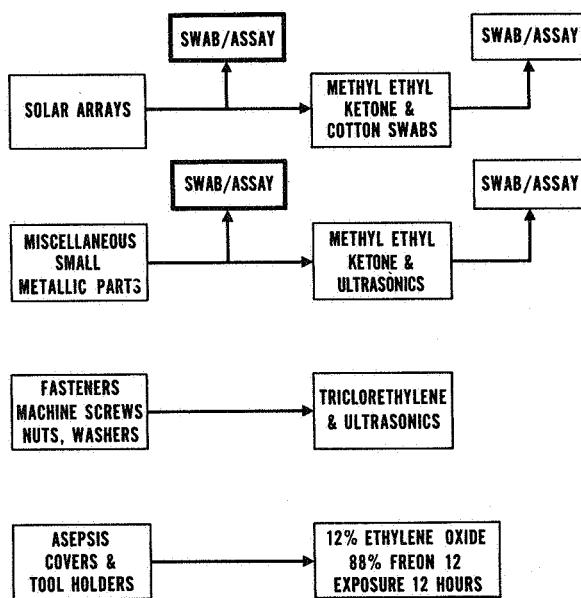 SWAB/ASSAY
SWAB/ASSAY
SOLAR ARRAYS
METHYL ETHYL
KETONE &
COTTON SWABS
SWAB/ASSAY
SWAB/ASSAY
MISCELLANEOUS
SMALL
METALLIC PARTS
METHYL ETHYL
KETONE &
ULTRASONICS
FASTENERS
MACHINE SCREWS
NUTS, WASHERS
TRICLORETHYLENE
& ULTRASONICS
ASEPSIS
COVERS &
TOOL HOLDERS
12% ETHYLENE OXIDE
88% FREON 12
EXPOSURE 12 HOURS